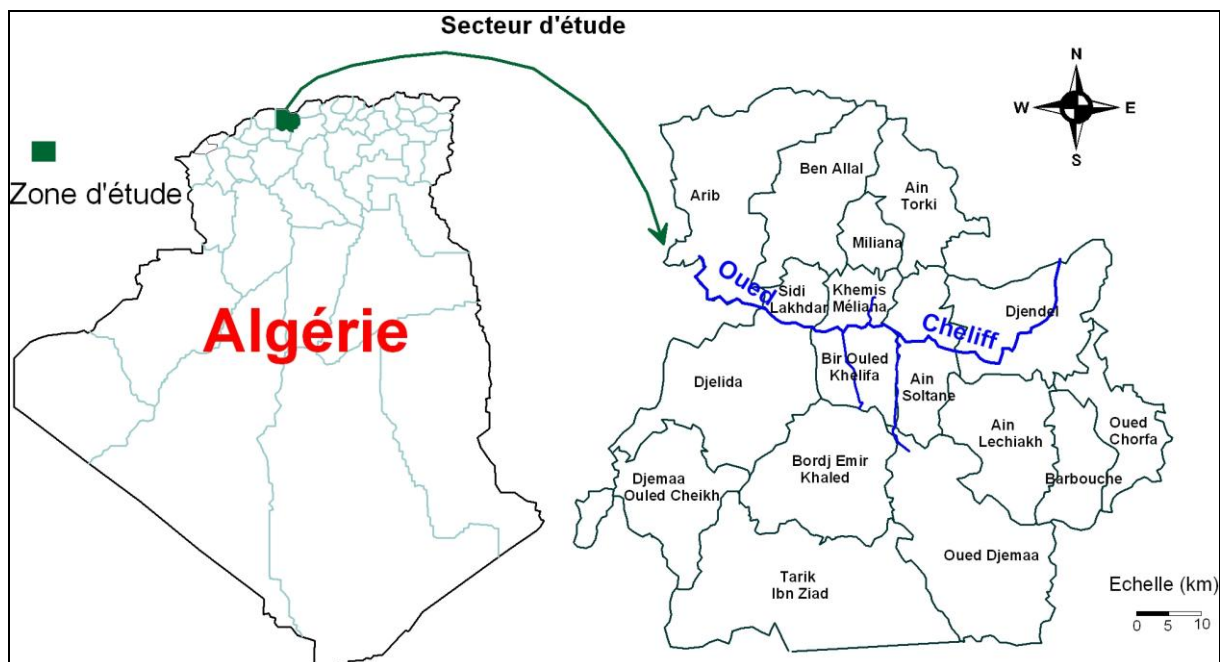 Secteur d'étude
Zone d'étude
Algérie
N
W
E
S
Arib
Ben Allal
Ain
Torki
Miliana
Oued
Sidi
Lakhdar
Khemis
Méliana
Cheliff
Djendel
Djelida
Bir Ouled
Khelifa
Ain
Soltane
Ain
Lechiakh
Oued
Chorfa
Barbouche
Djemaa
Ouled Cheikh
Bordj Emir
Khaled
Oued Djemaa
Tarik
Ibn Ziad
Echelle (km)
0 5 10